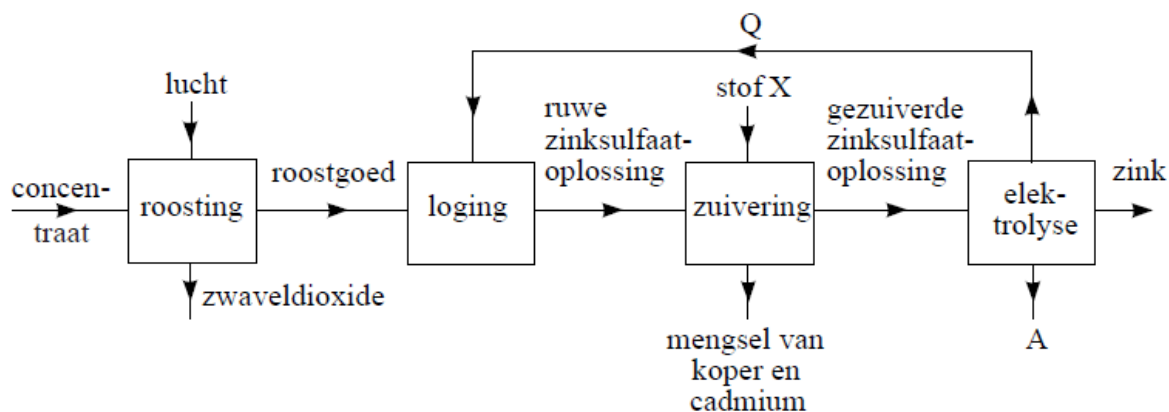 Q
lucht
stof X
ruwe
zinksulfaat-
oplossing
gezuiverde
zinksulfaat-
oplossing
concen-
traat
roosting
roostgoed
loging
zuivering
elek-
trolyse
zink
zwaveldioxide
mengsel van
koper en
cadmium
A